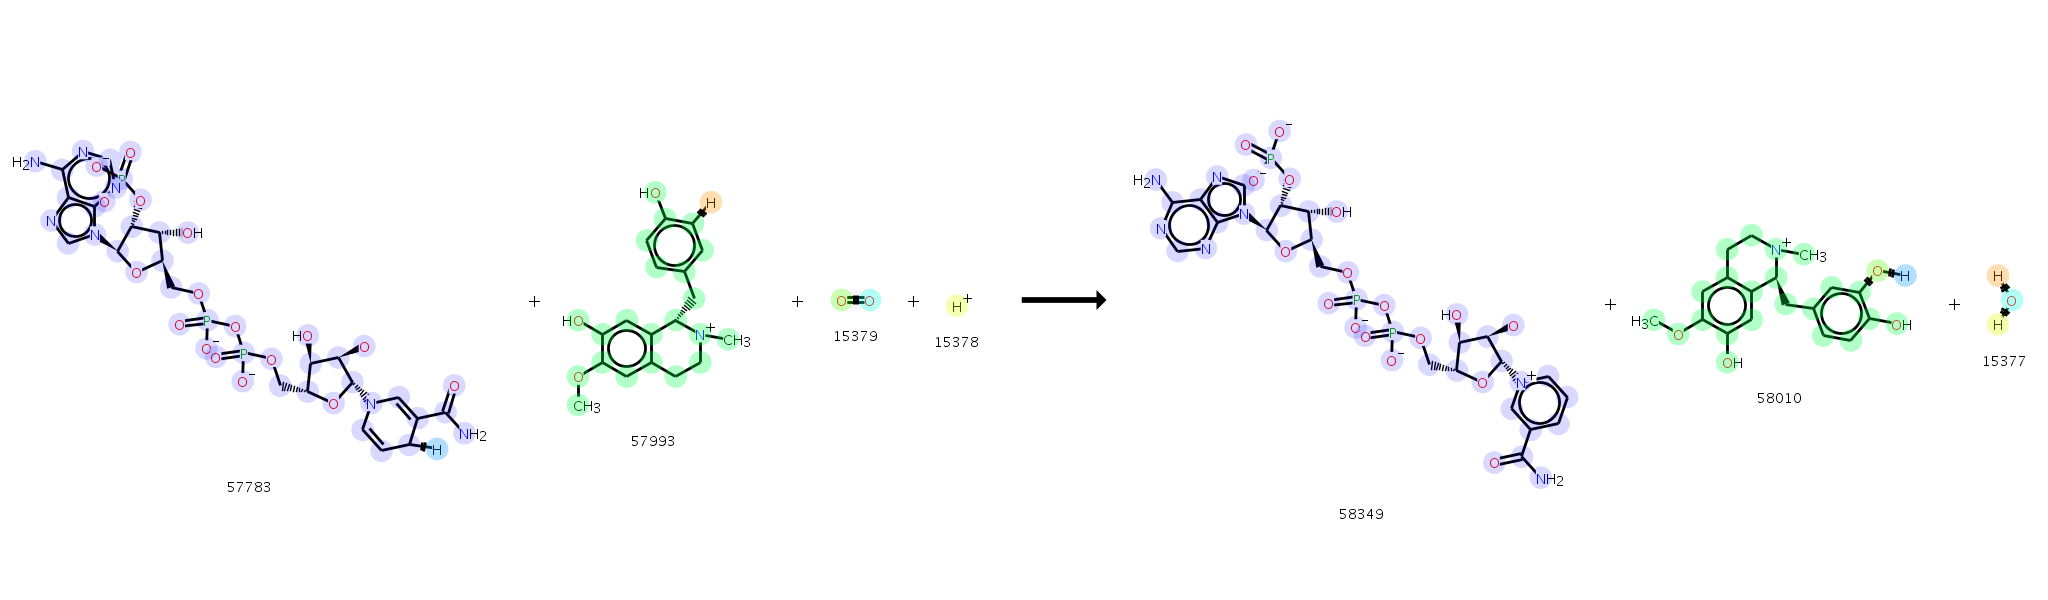 H₂N
N
N
N
N
O⁻
O
P
O
O
OH
O
O
O
P
O
O⁻
O
P
O
O⁻
HO
O
O
N
O
NH₂
H
57783
+
HO
H
HO
N⁺
CH₃
O
CH₃
57993
+
O
O
15379
+
H⁺
15378
O⁻
O
P
O
O⁻
H₂N
N
N
N
N
OH
O
O
O
P
O
O⁻
O
P
O
O⁻
HO
O
O
N⁺
O
NH₂
58349
+
N⁺
CH₃
O
H
H₃C
O
OH
OH
58010
+
H
O
H
15377